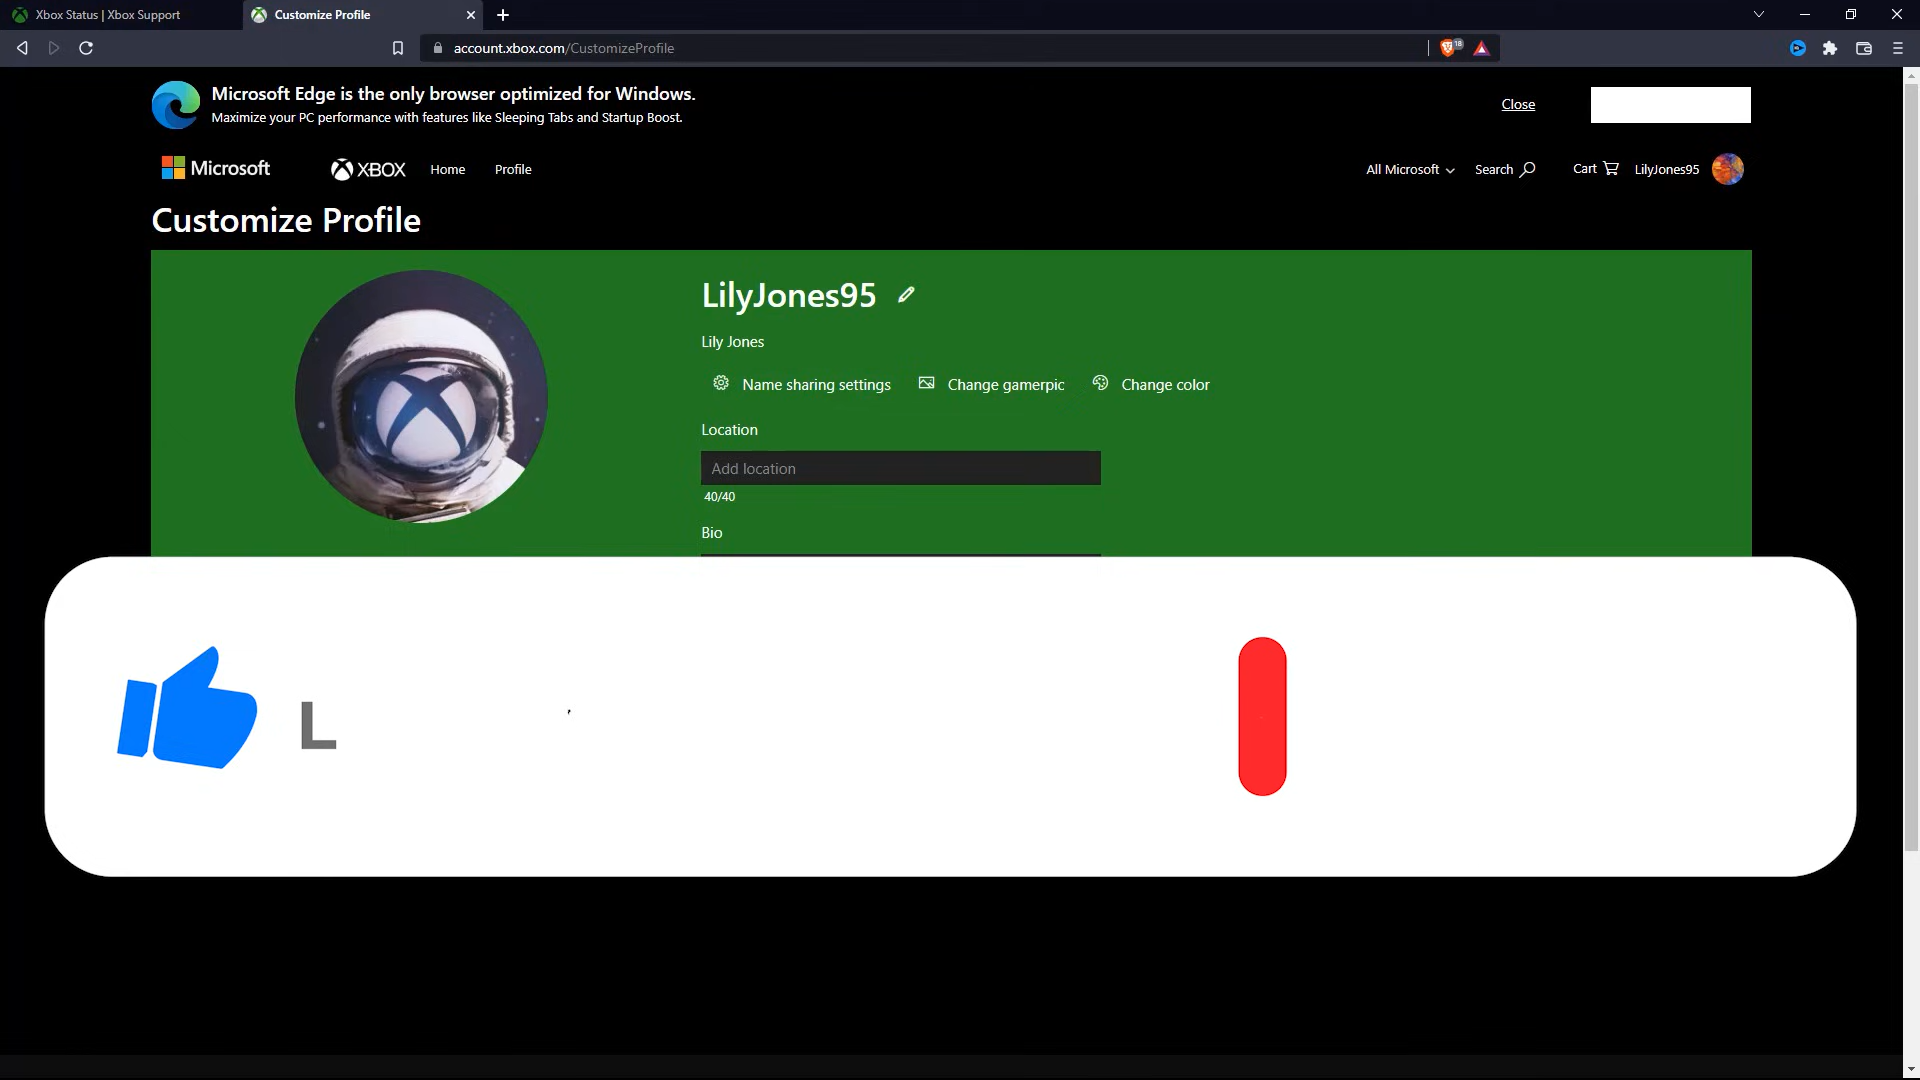 Xbox Status | Xbox Support
Customize Profile
account.xbox.com/CustomizeProfile
18
Microsoft Edge is the only browser optimized for Windows.
Maximize your PC performance with features like Sleeping Tabs and Startup Boost.
Close
Microsoft
XBOX
Home
Profile
All Microsoft
Search
Cart
LilyJones95
Customize Profile
LilyJones95
Lily Jones
Name sharing settings
Change gamerpic
Change color
Location
Add location
40/40
Bio
L